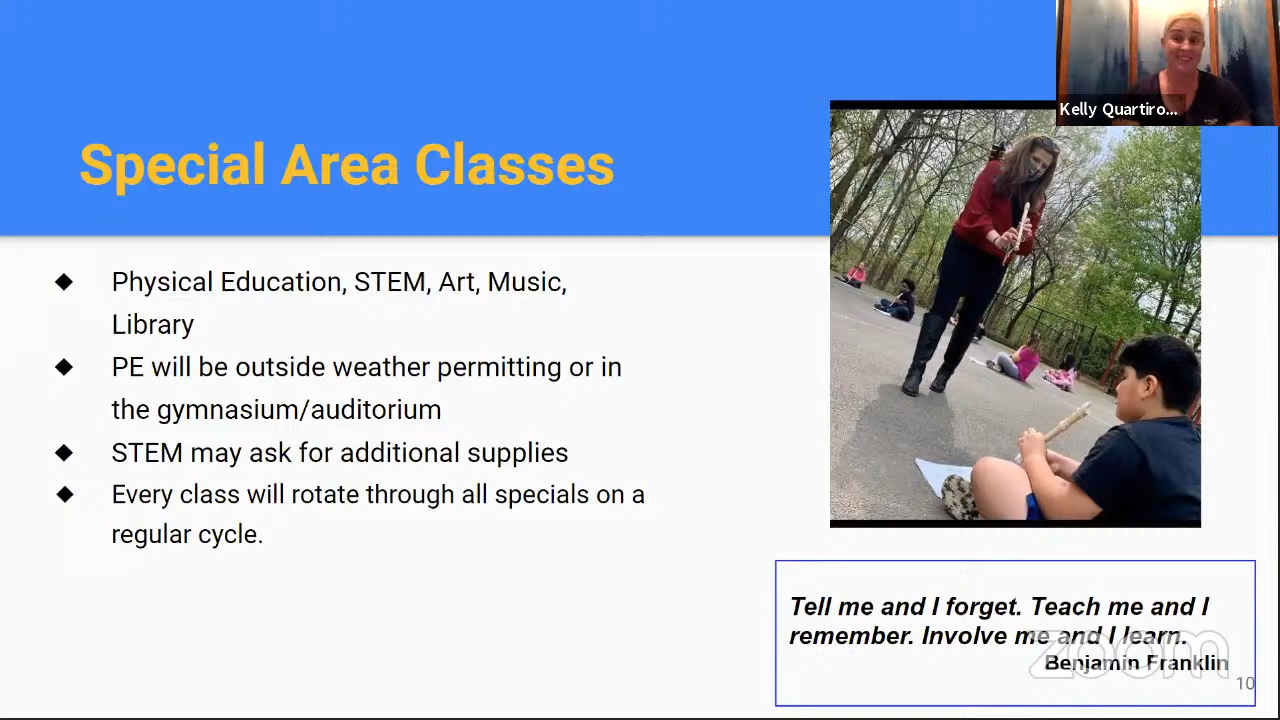 Kelly Quartiro...
Special Area Classes
◆ Physical Education, STEM, Art, Music,
Library
◆ PE will be outside weather permitting or in
the gymnasium/auditorium
◆ STEM may ask for additional supplies
◆ Every class will rotate through all specials on a
regular cycle.
Tell me and I forget. Teach me and I
remember. Involve me and I learn.
Benjamin Franklin
zoom
10